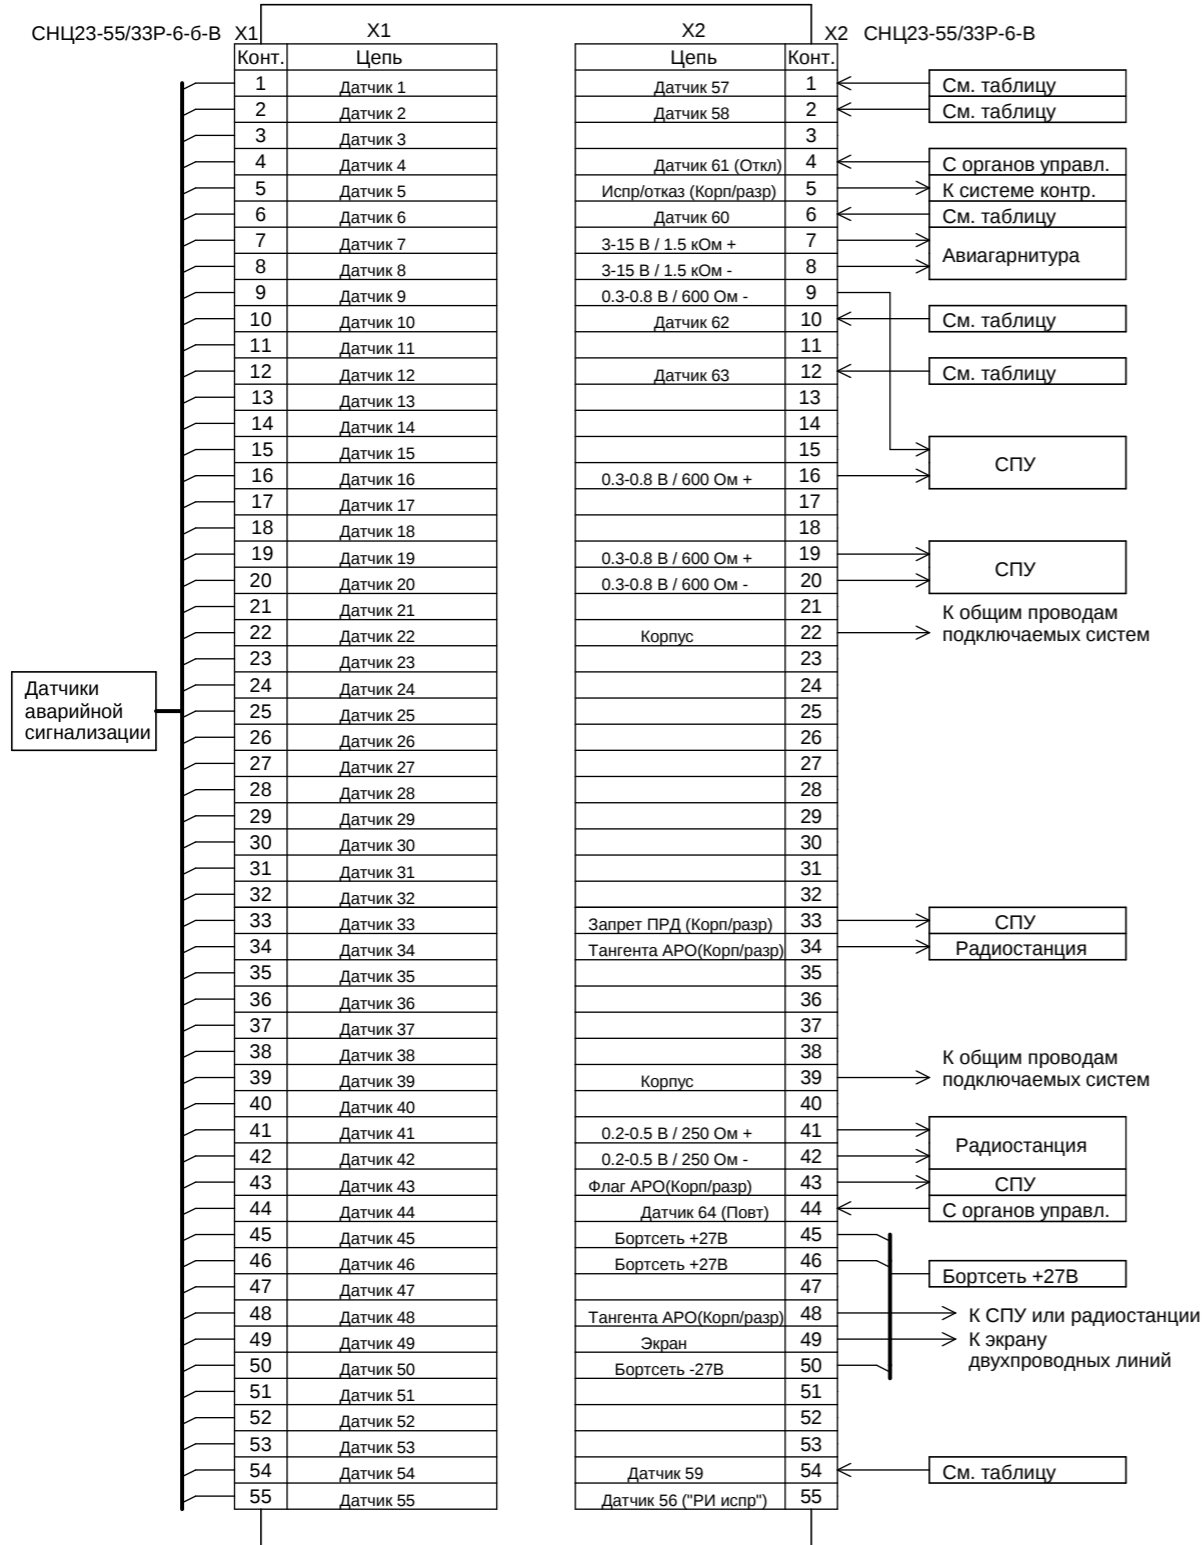 СНЦ23-55/33Р-6-б-В X1 X1 X2 X2 СНЦ23-55/33Р-6-В
Конт. Цепь Цепь Конт.
1 Датчик 1 Датчик 57 1 См. таблицу
2 Датчик 2 Датчик 58 2 См. таблицу
3 Датчик 3 3
4 Датчик 4 Датчик 61 (Откл) 4 С органов управл.
5 Датчик 5 Испр/отказ (Корп/разр) 5 К системе контр.
6 Датчик 6 Датчик 60 6 См. таблицу
7 Датчик 7 3-15 В / 1.5 кОм + 7
Авиагарнитура
8 Датчик 8 3-15 В / 1.5 кОм - 8
9 Датчик 9 0.3-0.8 В / 600 Ом - 9
10 Датчик 10 Датчик 62 10 См. таблицу
11 Датчик 11 11
12 Датчик 12 Датчик 63 12 См. таблицу
13 Датчик 13 13
14 Датчик 14 14
15 Датчик 15 15
СПУ
16 Датчик 16 0.3-0.8 В / 600 Ом + 16
17 Датчик 17 17
18 Датчик 18 18
19 Датчик 19 0.3-0.8 В / 600 Ом + 19
СПУ
20 Датчик 20 0.3-0.8 В / 600 Ом - 20
21 Датчик 21 21 К общим проводам
22 Датчик 22 Корпус 22 подключаемых систем
23 Датчик 23 23
Датчики 24 Датчик 24 24
аварийной 25 Датчик 25 25
сигнализации 26 Датчик 26 26
27 Датчик 27 27
28 Датчик 28 28
29 Датчик 29 29
30 Датчик 30 30
31 Датчик 31 31
32 Датчик 32 32
33 Датчик 33 Запрет ПРД (Корп/разр) 33 СПУ
34 Датчик 34 Тангента АРО(Корп/разр) 34 Радиостанция
35 Датчик 35 35
36 Датчик 36 36
37 Датчик 37 37
38 Датчик 38 38 К общим проводам
39 Датчик 39 Корпус 39 подключаемых систем
40 Датчик 40 40
41 Датчик 41 0.2-0.5 В / 250 Ом + 41
Радиостанция
42 Датчик 42 0.2-0.5 В / 250 Ом - 42
43 Датчик 43 Флаг АРО(Корп/разр) 43 СПУ
44 Датчик 44 Датчик 64 (Повт) 44 С органов управл.
45 Датчик 45 Бортсеть +27В 45
46 Датчик 46 Бортсеть +27В 46 Бортсеть +27В
47 Датчик 47 47
48 Датчик 48 Тангента АРО(Корп/разр) 48 К СПУ или радиостанции
49 Датчик 49 Экран 49 К экрану
50 Датчик 50 Бортсеть -27В 50 двухпроводных линий
51 Датчик 51 51
52 Датчик 52 52
53 Датчик 53 53
54 Датчик 54 Датчик 59 54 См. таблицу
55 Датчик 55 Датчик 56 ("РИ испр") 55